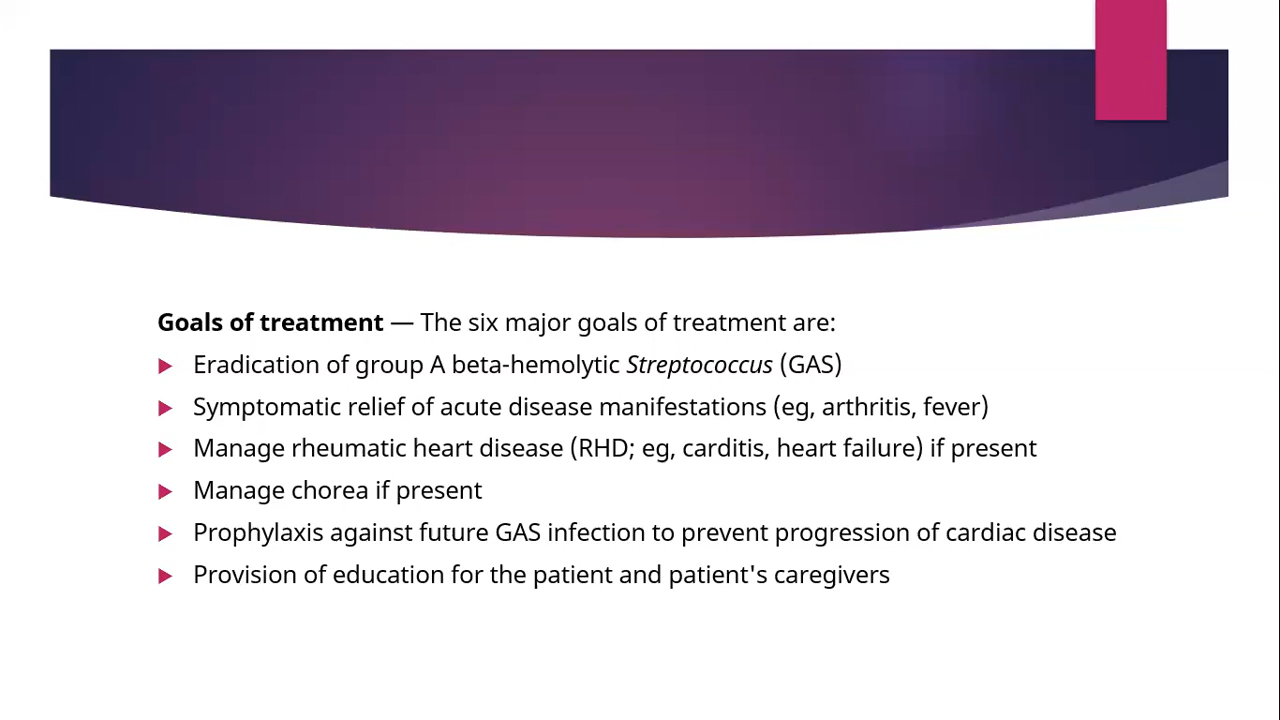 Goals of treatment — The six major goals of treatment are:
Eradication of group A beta-hemolytic Streptococcus (GAS)
Symptomatic relief of acute disease manifestations (eg, arthritis, fever)
Manage rheumatic heart disease (RHD; eg, carditis, heart failure) if present
Manage chorea if present
Prophylaxis against future GAS infection to prevent progression of cardiac disease
Provision of education for the patient and patient's caregivers